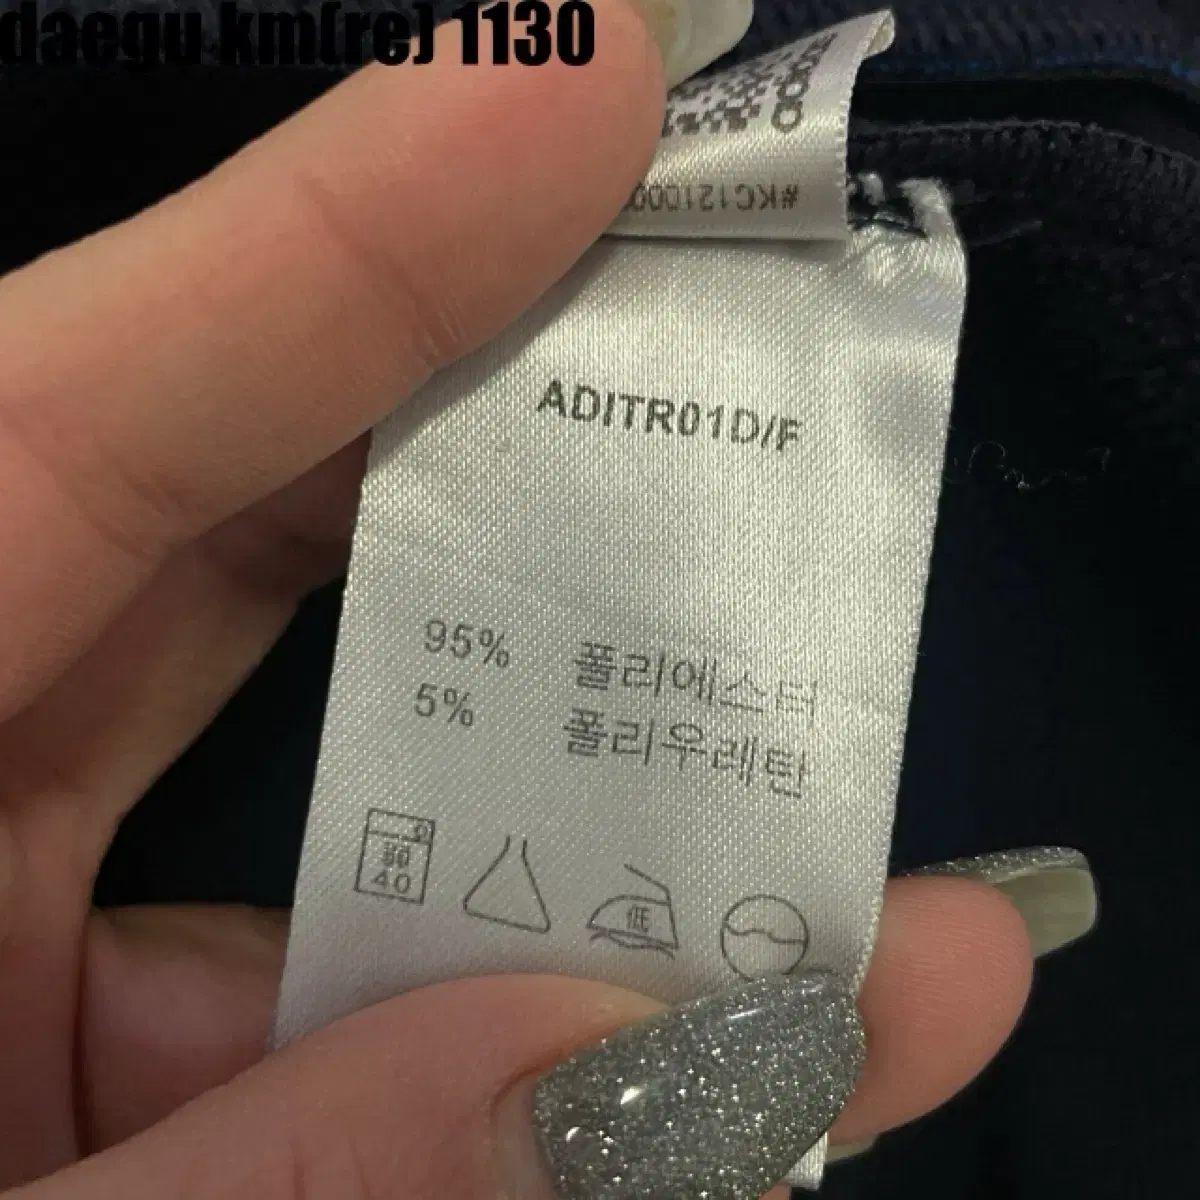 daegu km(re) 1130
adidas
#KC121000
ADITR01D/F
95% 폴리에스터
5% 폴리우레탄
40
低